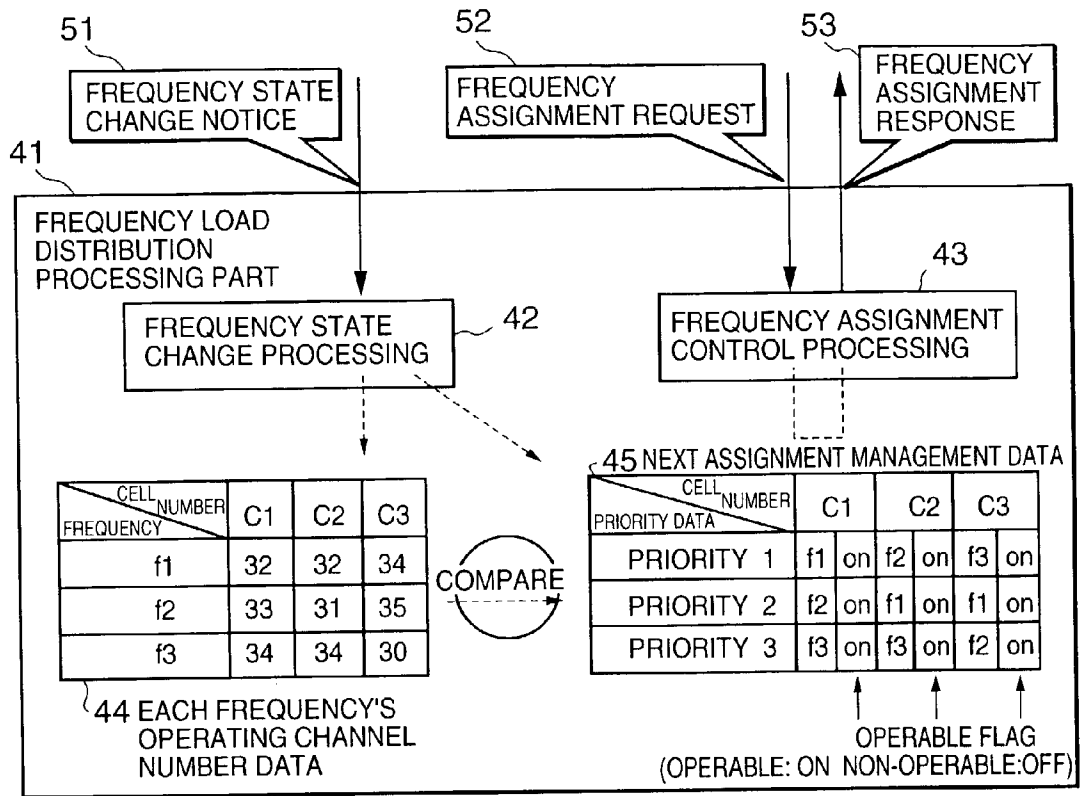 51
FREQUENCY STATE
CHANGE NOTICE
52
FREQUENCY
ASSIGNMENT REQUEST
53
FREQUENCY
ASSIGNMENT
RESPONSE
41
FREQUENCY LOAD
DISTRIBUTION
PROCESSING PART
FREQUENCY STATE
CHANGE PROCESSING
42
43
FREQUENCY ASSIGNMENT
CONTROL PROCESSING
CELL NUMBER
FREQUENCY
C1 C2 C3
f1 32 32 34
f2 33 31 35
f3 34 34 30
44 EACH FREQUENCY'S
OPERATING CHANNEL
NUMBER DATA
COMPARE
45 NEXT ASSIGNMENT MANAGEMENT DATA
CELL NUMBER
PRIORITY DATA
C1 C2 C3
PRIORITY 1 f1 on f2 on f3 on
PRIORITY 2 f2 on f1 on f1 on
PRIORITY 3 f3 on f3 on f2 on
OPERABLE FLAG
(OPERABLE: ON NON-OPERABLE:OFF)